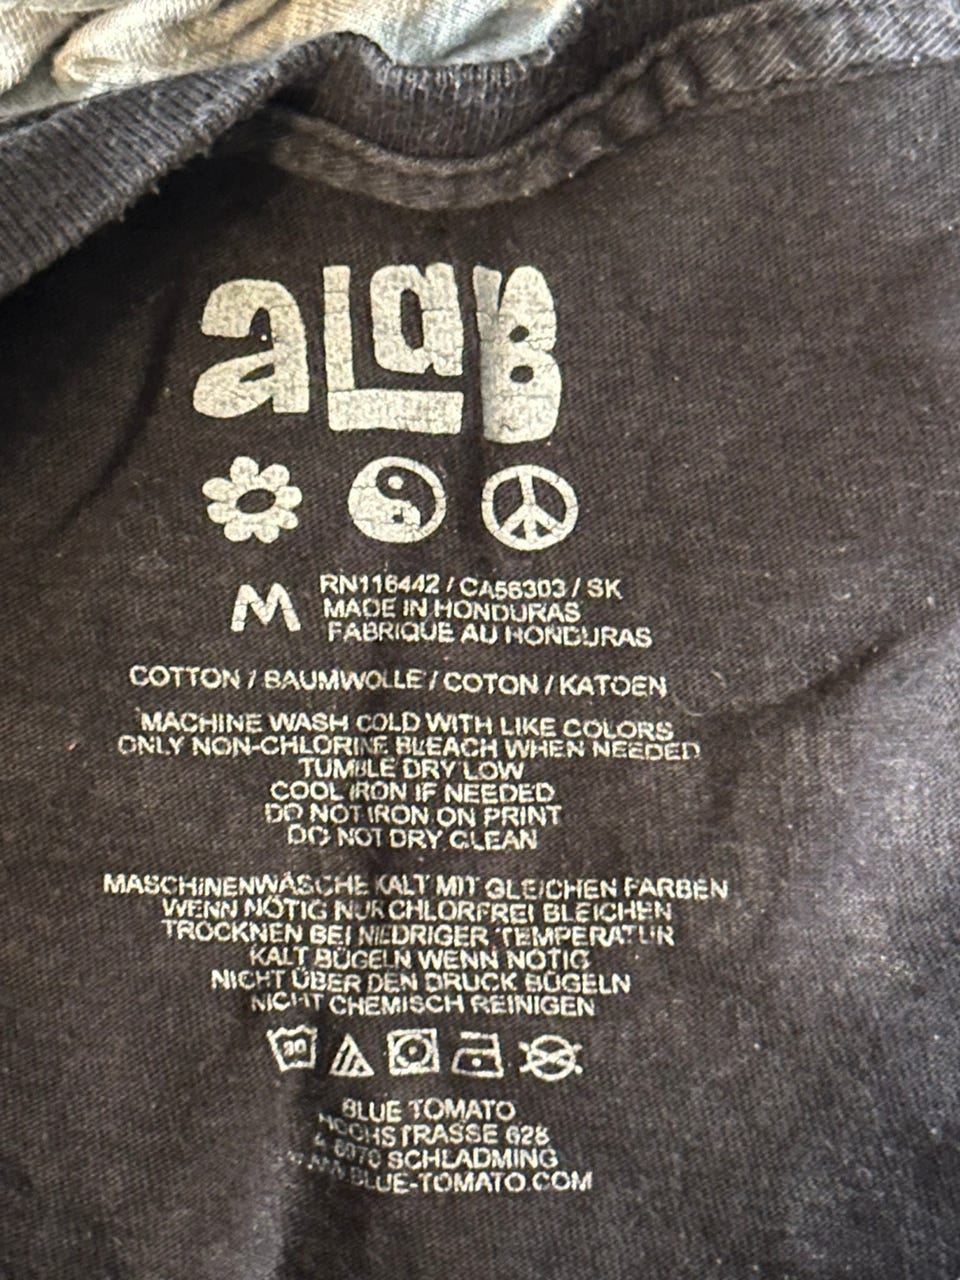 aLaB
M
RN116442 / CA56303 / SK
MADE IN HONDURAS
FABRIQUE AU HONDURAS
COTTON / BAUMWOLLE / COTON / KATOEN
MACHINE WASH COLD WITH LIKE COLORS
ONLY NON-CHLORINE BLEACH WHEN NEEDED
TUMBLE DRY LOW
COOL IRON IF NEEDED
DO NOT IRON ON PRINT
DO NOT DRY CLEAN
MASCHINENWÄSCHE KALT MIT GLEICHEN FARBEN
WENN NÖTIG NUR CHLORFREI BLEICHEN
TROCKNEN BEI NIEDRIGER TEMPERATUR
KALT BÜGELN WENN NÖTIG
NICHT ÜBER DEN DRUCK BÜGELN
NICHT CHEMISCH REINIGEN
30
BLUE TOMATO
HOCHSTRASSE 628
SCHLADMING
WWW.BLUE-TOMATO.COM